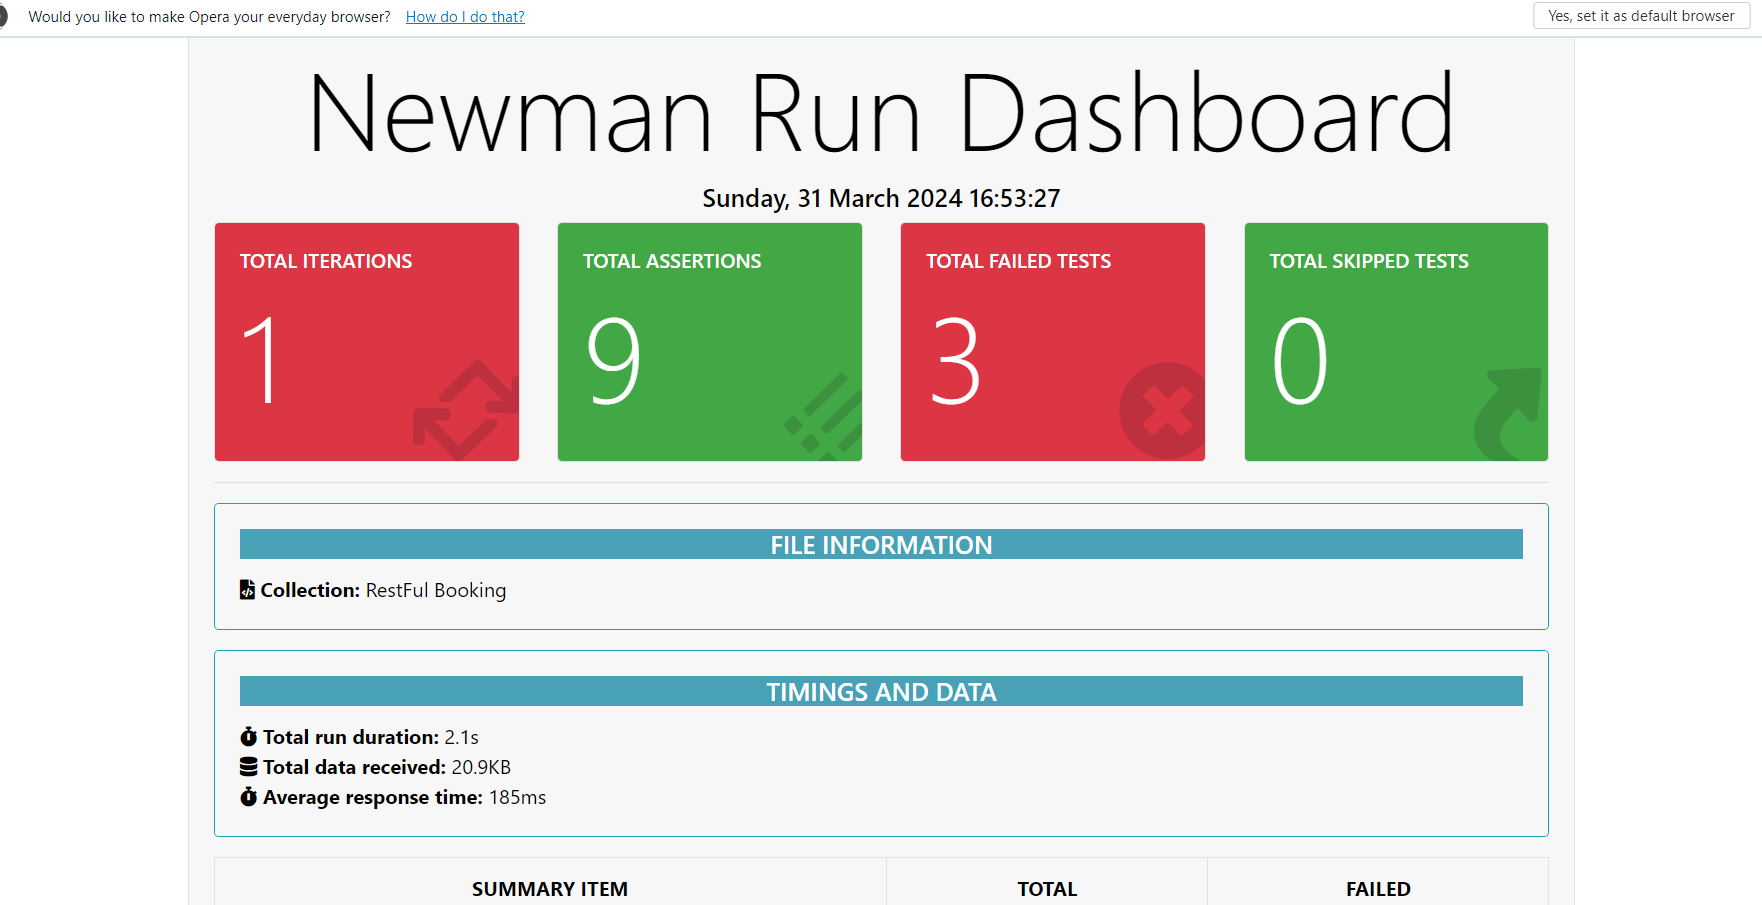 Would you like to make Opera your everyday browser? How do I do that? Yes, set it as default browser
Newman Run Dashboard
Sunday, 31 March 2024 16:53:27
TOTAL ITERATIONS
1
TOTAL ASSERTIONS
9
TOTAL FAILED TESTS
3
TOTAL SKIPPED TESTS
0
FILE INFORMATION
Collection: RestFul Booking
TIMINGS AND DATA
Total run duration: 2.1s
Total data received: 20.9KB
Average response time: 185ms
SUMMARY ITEM TOTAL FAILED